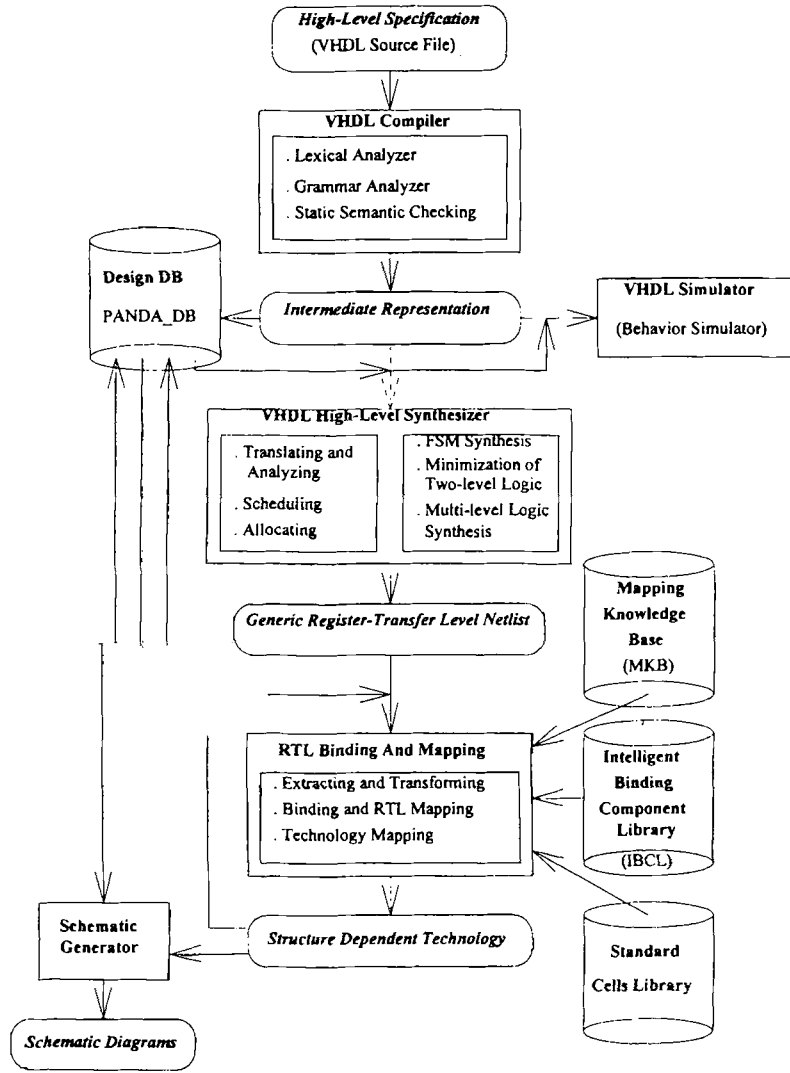 High-Level Specification
(VHDL Source File)
VHDL Compiler
. Lexical Analyzer
. Grammar Analyzer
. Static Semantic Checking
Design DB
PANDA_DB
Intermediate Representation
VHDL Simulator
(Behavior Simulator)
VHDL High-Level Synthesizer
. Translating and
Analyzing
. Scheduling
. Allocating
. FSM Synthesis
. Minimization of
Two-level Logic
. Multi-level Logic
Synthesis
Generic Register-Transfer Level Netlist
Mapping
Knowledge
Base
(MKB)
RTL Binding And Mapping
. Extracting and Transforming
. Binding and RTL Mapping
. Technology Mapping
Intelligent
Binding
Component
Library
(IBCL)
Schematic
Generator
Structure Dependent Technology
Standard
Cells Library
Schematic Diagrams